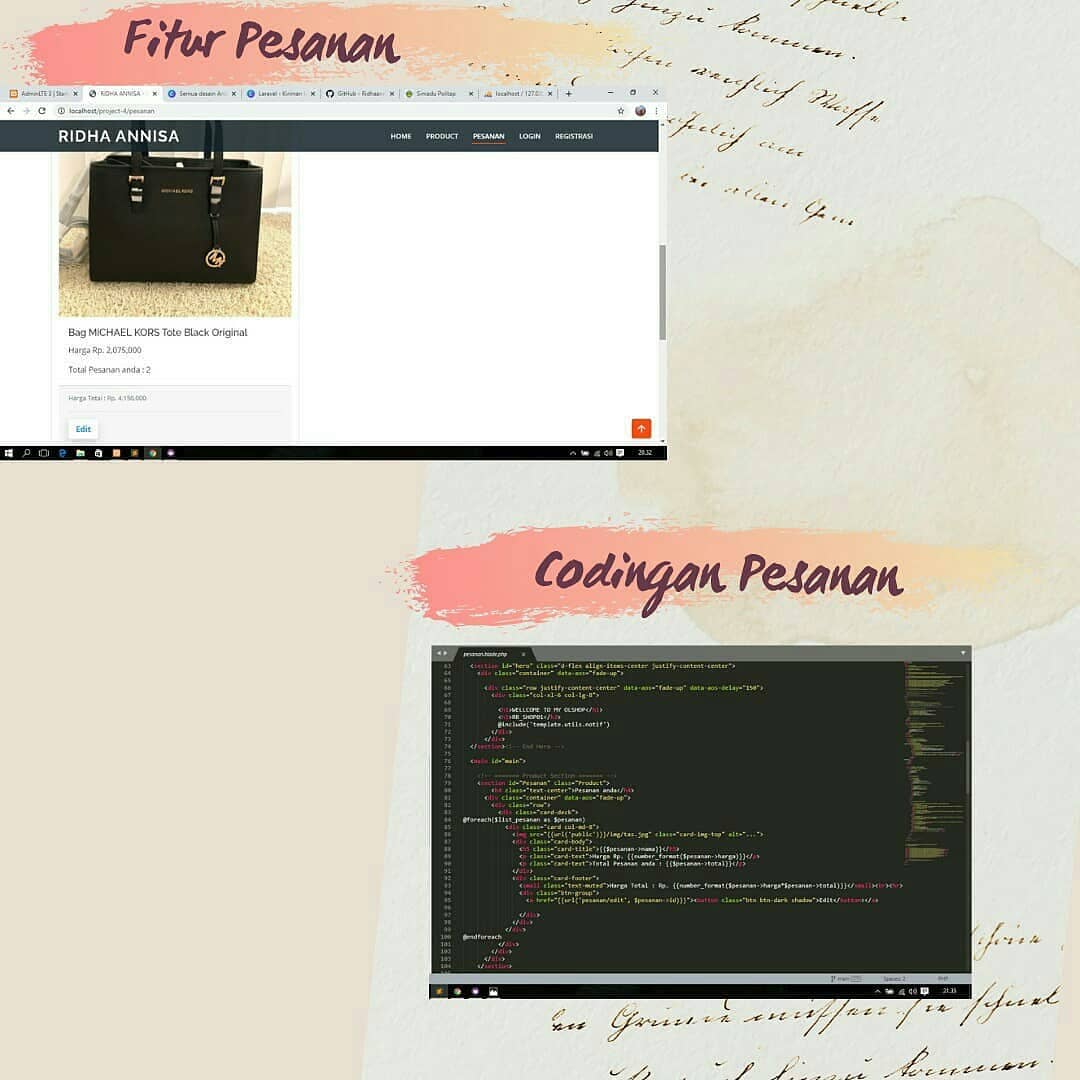 Fitur Pesanan
AdminLTE 3 | Star
RIDHA ANNISA -
Semua desain An
Laravel - Kiriman
GitHub - Ridhaan
Simadu Politap
localhost / 127.0.
localhost/project-4/pesanan
RIDHA ANNISA
HOME PRODUCT PESANAN LOGIN REGISTRASI
MICHAEL KORS
Bag MICHAEL KORS Tote Black Original
Harga Rp. 2,075,000
Total Pesanan anda : 2
Harga Total : Rp. 4,150,000
Edit
20.32
Codingan Pesanan
pesanan.blade.php
63 <section id="hero" class="d-flex align-items-center justify-content-center">
64 <div class="container" data-aos="fade-up">
65
66 <div class="row justify-content-center" data-aos="fade-up" data-aos-delay="150">
67 <div class="col-xl-6 col-lg-8">
68
69 <h1>WELLCOME TO MY OLSHOP</h1>
70 <h1>RR_SHOP01</h1>
71 @include('template.utils.notif')
72 </div>
73 </div>
74 </section><!-- End Hero -->
75
76 <main id="main">
77
78 <!-- ======= Product Section ======= -->
79 <section id="Pesanan" class="Product">
80 <h4 class="text-center">Pesanan anda</h4>
81 <div class="container" data-aos="fade-up">
82 <div class="row">
83 <div class="card-deck">
84 @foreach($list_pesanan as $pesanan)
85 <div class="card col-md-8">
86 <img src="{{url('public')}}/img/tas.jpg" class="card-img-top" alt="...">
87 <div class="card-body">
88 <h5 class="card-title">{{$pesanan->nama}}</h5>
89 <p class="card-text">Harga Rp. {{number_format($pesanan->harga)}}</p>
90 <p class="card-text">Total Pesanan anda : {{$pesanan->total}}</p>
91 </div>
92 <div class="card-footer">
93 <small class="text-muted">Harga Total : Rp. {{number_format($pesanan->harga*$pesanan->total)}}</small><hr><hr>
94 <div class="btn-group">
95 <a href="{{url('pesanan/edit', $pesanan->id)}}"><button class="btn btn-dark shadow">Edit</button></a>
96
97 </div>
98 </div>
99 </div>
100 @endforeach
101 </div>
102 </div>
103 </div>
104 </section>
main
Spaces: 2
PHP
21.33